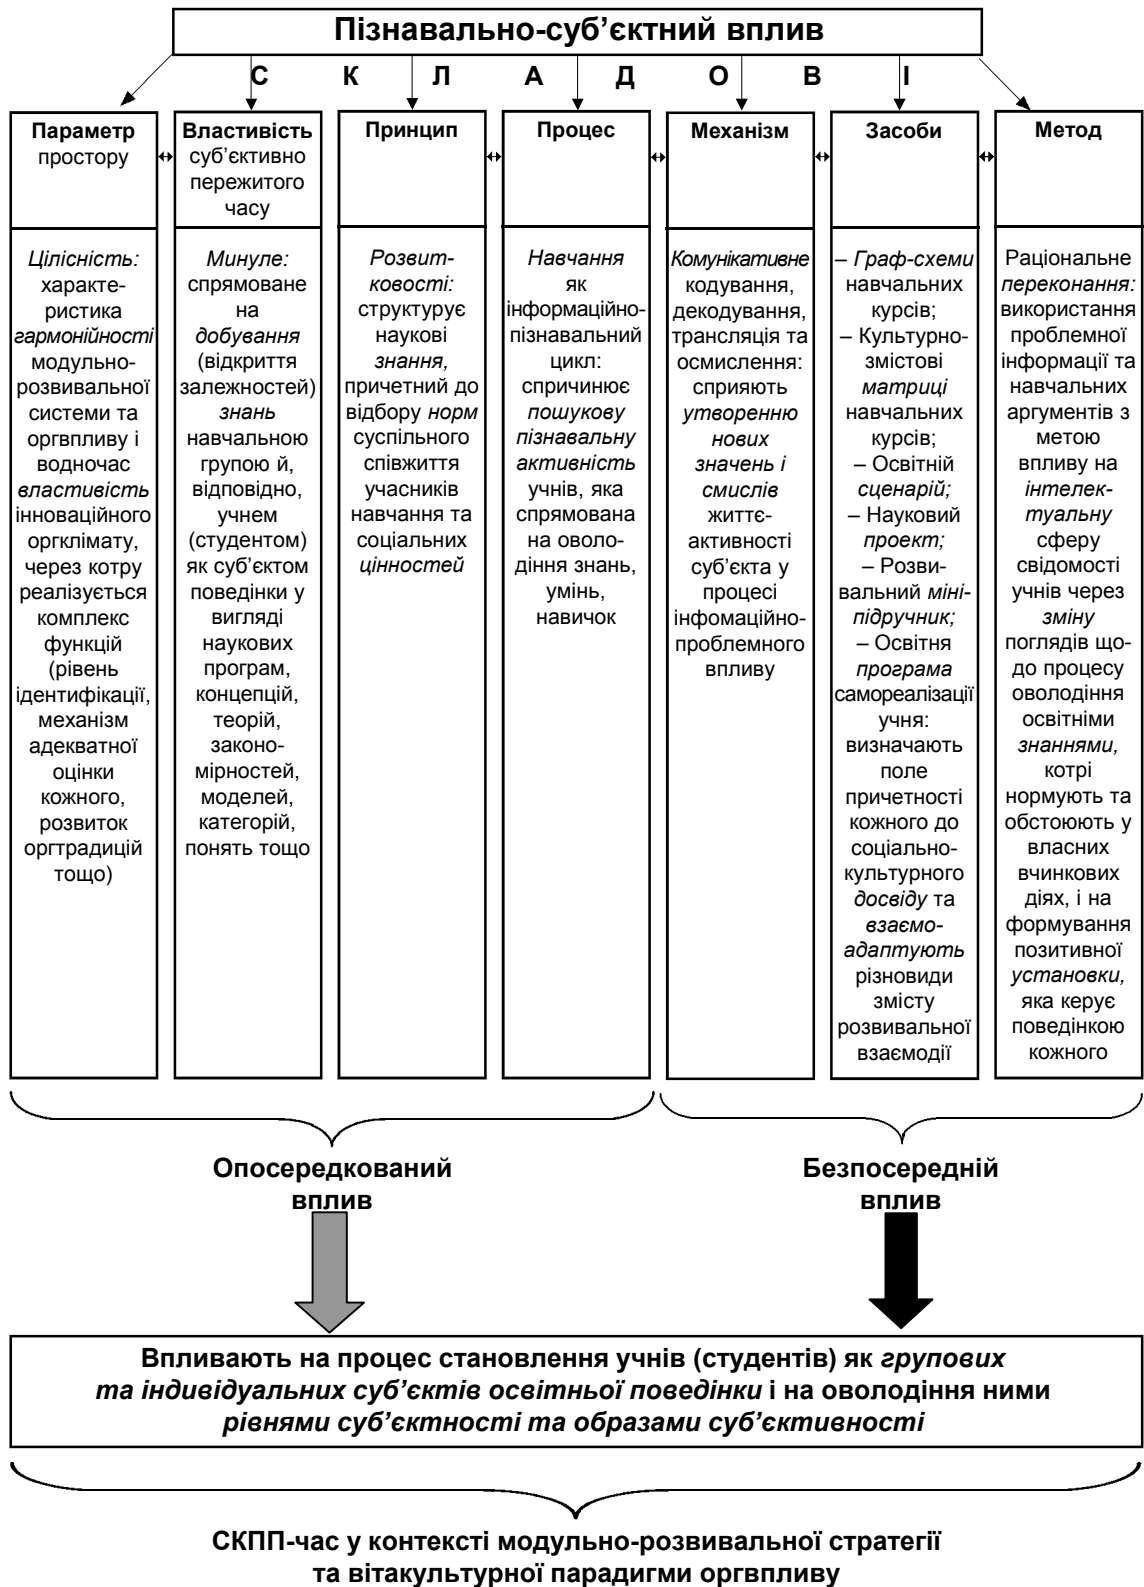 Пізнавально-суб’єктний вплив
С К Л А Д О В І
Параметр
простору
Властивість
суб’єктивно
пережитого
часу
Принцип
Процес
Механізм
Засоби
Метод
Цілісність:
характе-
ристика
гармонійності
модульно-
розвивальної
системи та
оргвпливу і
водночас
властивість
інноваційного
оргклімату,
через котру
реалізується
комплекс
функцій
(рівень
ідентифікації,
механізм
адекватної
оцінки
кожного,
розвиток
оргтрадицій
тощо)
Минуле:
спрямоване
на
добування
(відкриття
залежностей)
знань
навчальною
групою й,
відповідно,
учнем
(студентом)
як суб’єктом
поведінки у
вигляді
наукових
програм,
концепцій,
теорій,
законо-
мірностей,
моделей,
категорій,
понять тощо
Розвит-
ковості:
структурує
наукові
знання,
причетний до
відбору норм
суспільного
співжиття
учасників
навчання та
соціальних
цінностей
Навчання
як
інформаційно-
пізнавальний
цикл:
спричинює
пошукову
пізнавальну
активність
учнів, яка
спрямована
на оволо-
діння знань,
умінь,
навичок
Комунікативне
кодування,
декодування,
трансляція та
осмислення:
сприяють
утворенню
нових
значень і
смислів
життє-
активності
суб’єкта у
процесі
інфомаційно-
проблемного
впливу
– Граф-схеми
навчальних
курсів;
– Культурно-
змістові
матриці
навчальних
курсів;
– Освітній
сценарій;
– Науковий
проект;
– Розви-
вальний міні-
підручник;
– Освітня
програма
самореалізації
учня:
визначають
поле
причетності
кожного до
соціально-
культурного
досвіду та
взаємо-
адаптують
різновиди
змісту
розвивальної
взаємодії
Раціональне
переконання:
використання
проблемної
інформації та
навчальних
аргументів з
метою
впливу на
інтелек-
туальну
сферу
свідомості
учнів через
зміну
поглядів що-
до процесу
оволодіння
освітніми
знаннями,
котрі
нормують та
обстоюють у
власних
вчинкових
діях, і на
формування
позитивної
установки,
яка керує
поведінкою
кожного
Опосередкований
вплив
Безпосередній
вплив
Впливають на процес становлення учнів (студентів) як групових
та індивідуальних суб’єктів освітньої поведінки і на оволодіння ними
рівнями суб’єктності та образами суб’єктивності
СКПП-час у контексті модульно-розвивальної стратегії
та вітакультурної парадигми оргвпливу